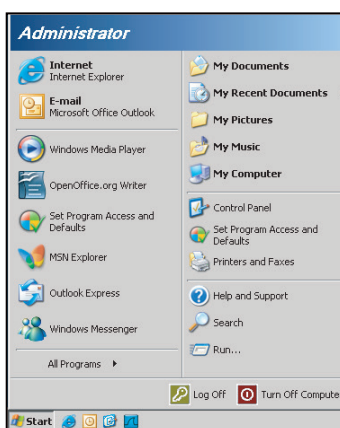 Administrator
Internet
Internet Explorer
E-mail
Microsoft Office Outlook
Windows Media Player
OpenOffice.org Writer
Set Program Access and
Defaults
MSN Explorer
Outlook Express
Windows Messenger
All Programs
My Documents
My Recent Documents
My Pictures
My Music
My Computer
Control Panel
Set Program Access and
Defaults
Printers and Faxes
Help and Support
Search
Run...
Log Off
Turn Off Compute
Start